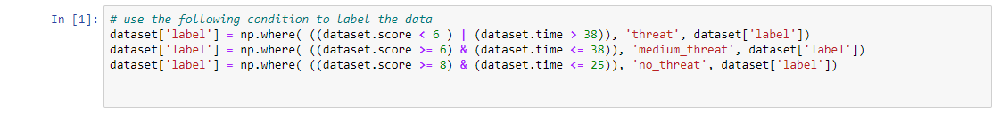 In [1]: # use the following condition to label the data
dataset['label'] = np.where( ((dataset.score < 6 ) | (dataset.time > 38)), 'threat', dataset['label'])
dataset['label'] = np.where( ((dataset.score >= 6) & (dataset.time <= 38)), 'medium_threat', dataset['label'])
dataset['label'] = np.where( ((dataset.score >= 8) & (dataset.time <= 25)), 'no_threat', dataset['label'])